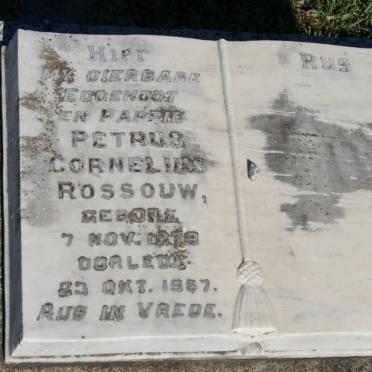 HIER RUS
MY DIERBARE
EGGENOOT
EN PAPPIE
PETRUS
CORNELIUS
ROSSOUW,
GEBORE
7 NOV.
OORLEDE
23 OKT. 1957.
RUS IN VREDE.